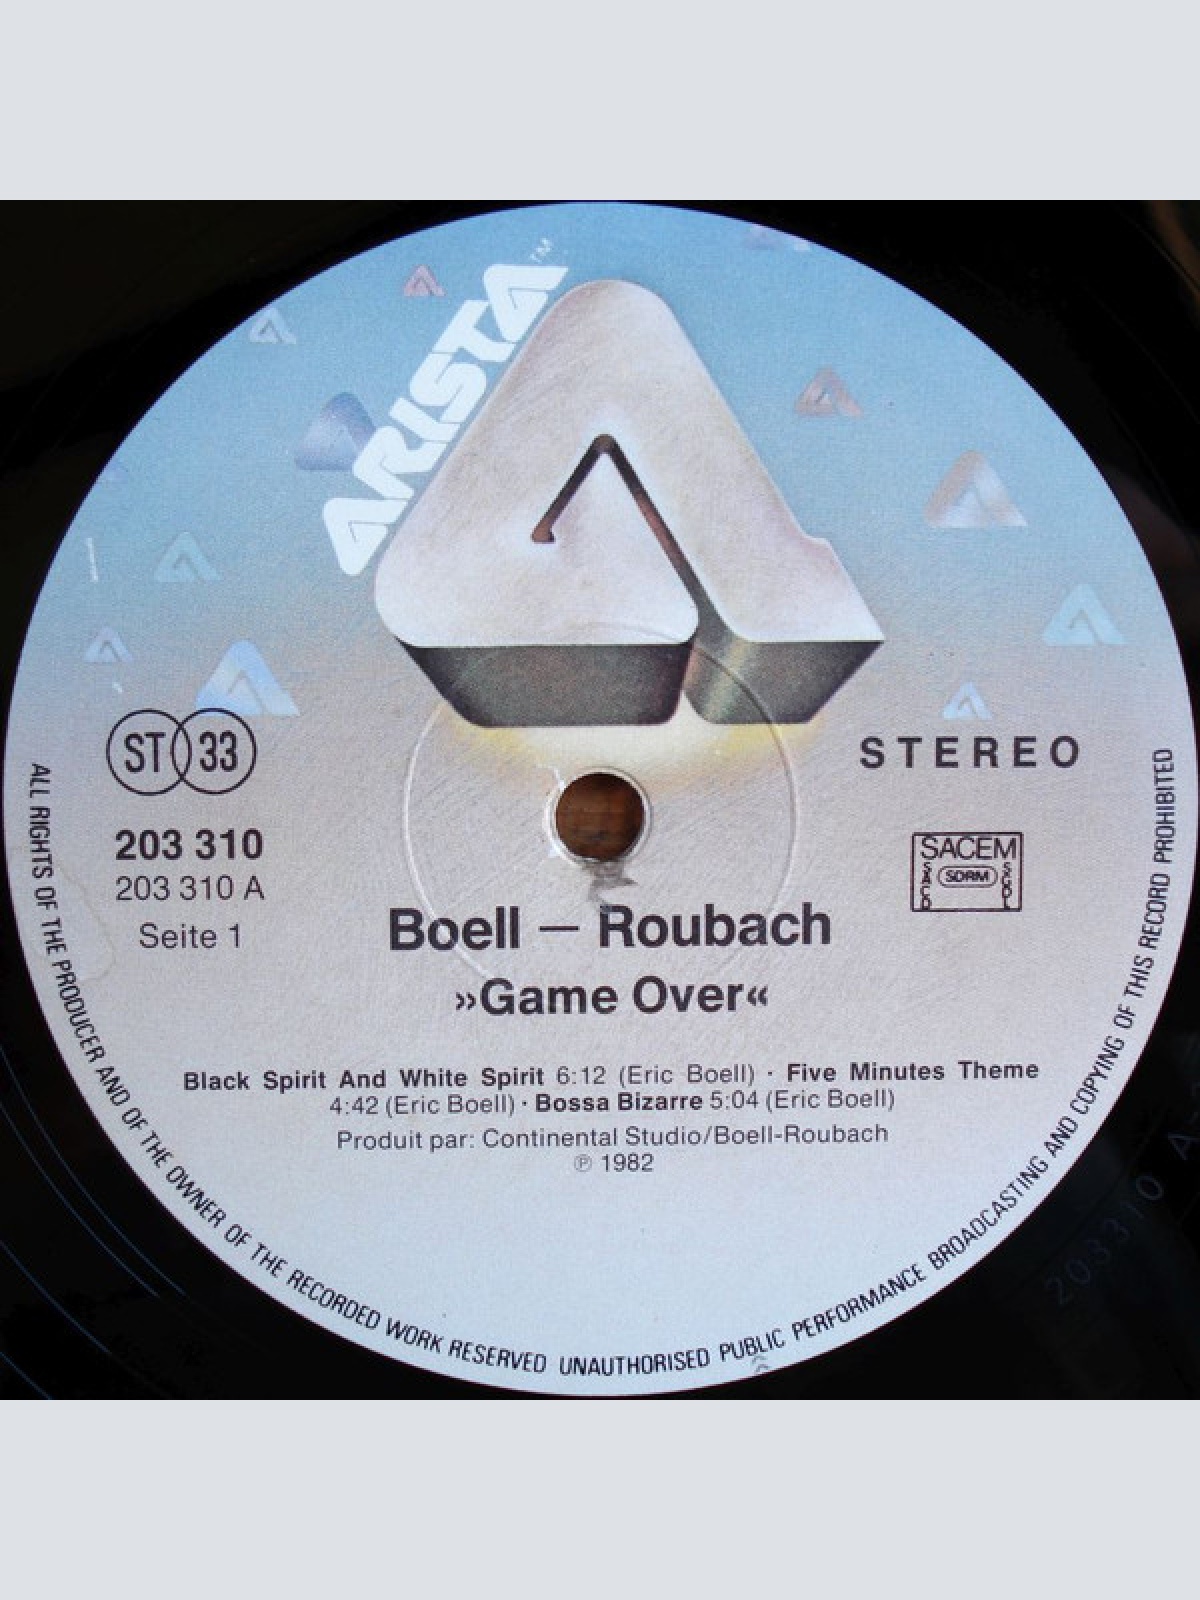 ARISTA™
ST 33
STEREO
203 310
203 310 A
Seite 1
SACEM
SACD SDRM SGDL
Boell — Roubach
»Game Over«
Black Spirit And White Spirit 6:12 (Eric Boell) · Five Minutes Theme
4:42 (Eric Boell) · Bossa Bizarre 5:04 (Eric Boell)
Produit par: Continental Studio/Boell-Roubach
℗ 1982
ALL RIGHTS OF THE PRODUCER AND OF THE OWNER OF THE RECORDED WORK RESERVED UNAUTHORISED PUBLIC PERFORMANCE BROADCASTING AND COPYING OF THIS RECORD PROHIBITED
203310 A